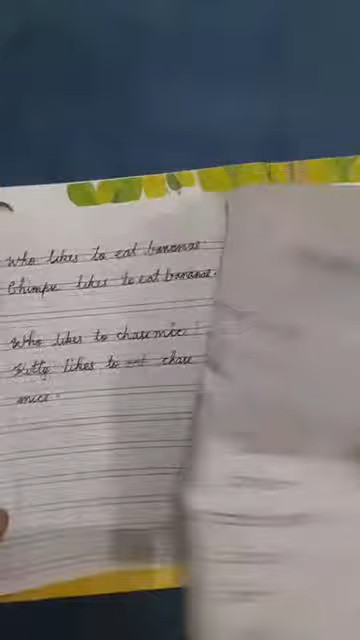 Who likes to eat bananas
Chimpu likes to eat bananas.
Who likes to chase mice
Kitty likes to eat chase
mice.